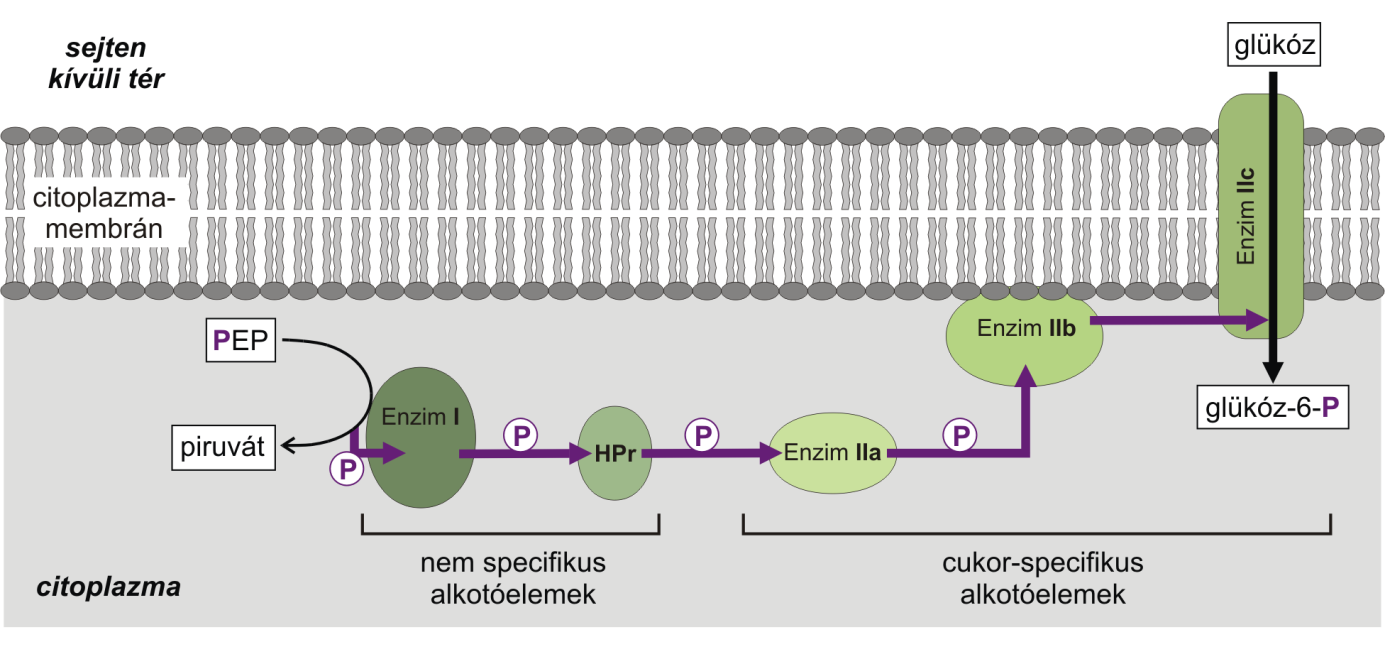 sejten
kívüli tér
glükóz
citoplazma-
membrán
Enzim IIc
PEP
Enzim IIb
Enzim I
glükóz-6-P
piruvát
P
P
HPr
P
Enzim IIa
P
nem specifikus
alkotóelemek
cukor-specifikus
alkotóelemek
citoplazma